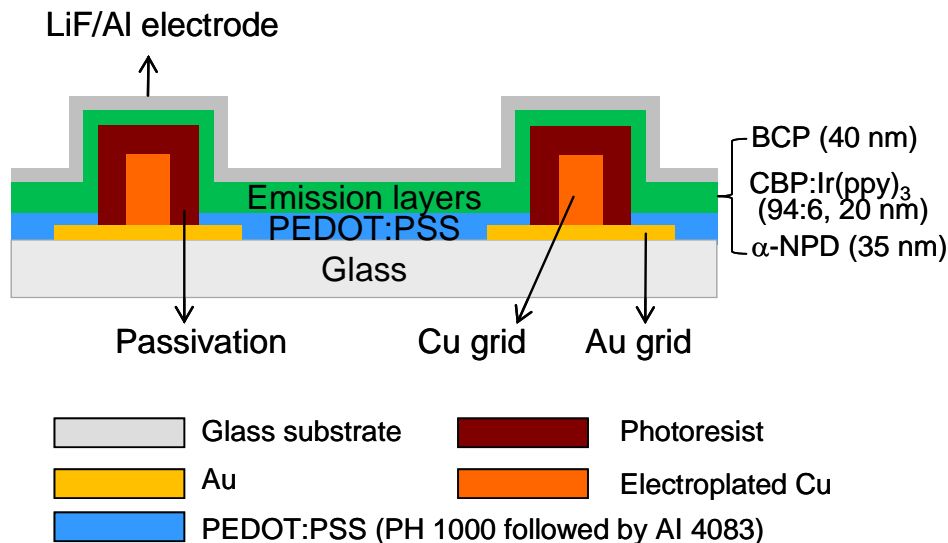 LiF/Al electrode
BCP (40 nm)
CBP:Ir(ppy)3
(94:6, 20 nm)
α-NPD (35 nm)
Emission layers
PEDOT:PSS
Glass
Passivation
Cu grid
Au grid
Glass substrate
Photoresist
Au
Electroplated Cu
PEDOT:PSS (PH 1000 followed by AI 4083)